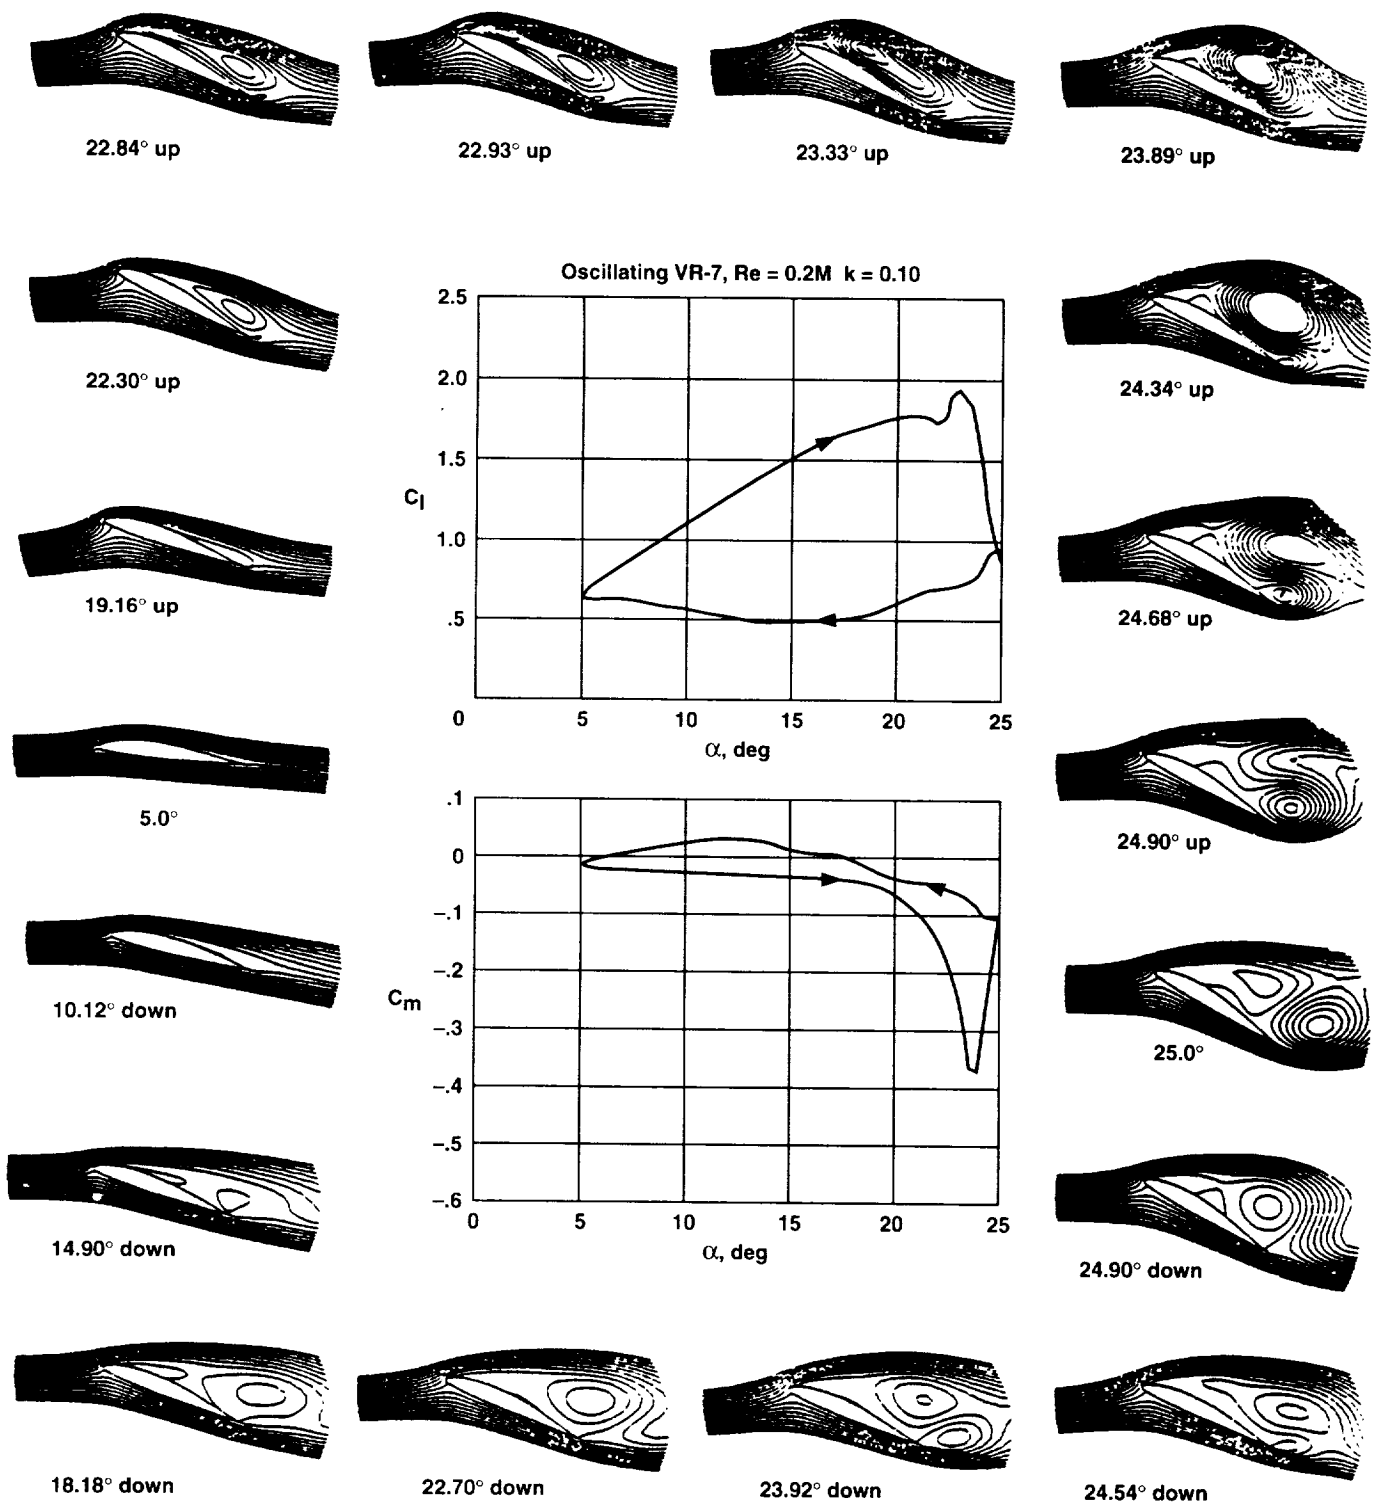 22.84° up
22.93° up
23.33° up
23.89° up
22.30° up
Oscillating VR-7, Re = 0.2M k = 0.10
2.5
2.0
1.5
Cl
1.0
.5
0
5
10
15
20
25
α, deg
24.34° up
19.16° up
24.68° up
5.0°
24.90° up
.1
0
−.1
−.2
Cm
−.3
−.4
−.5
−.6
0
5
10
15
20
25
α, deg
10.12° down
25.0°
14.90° down
24.90° down
18.18° down
22.70° down
23.92° down
24.54° down